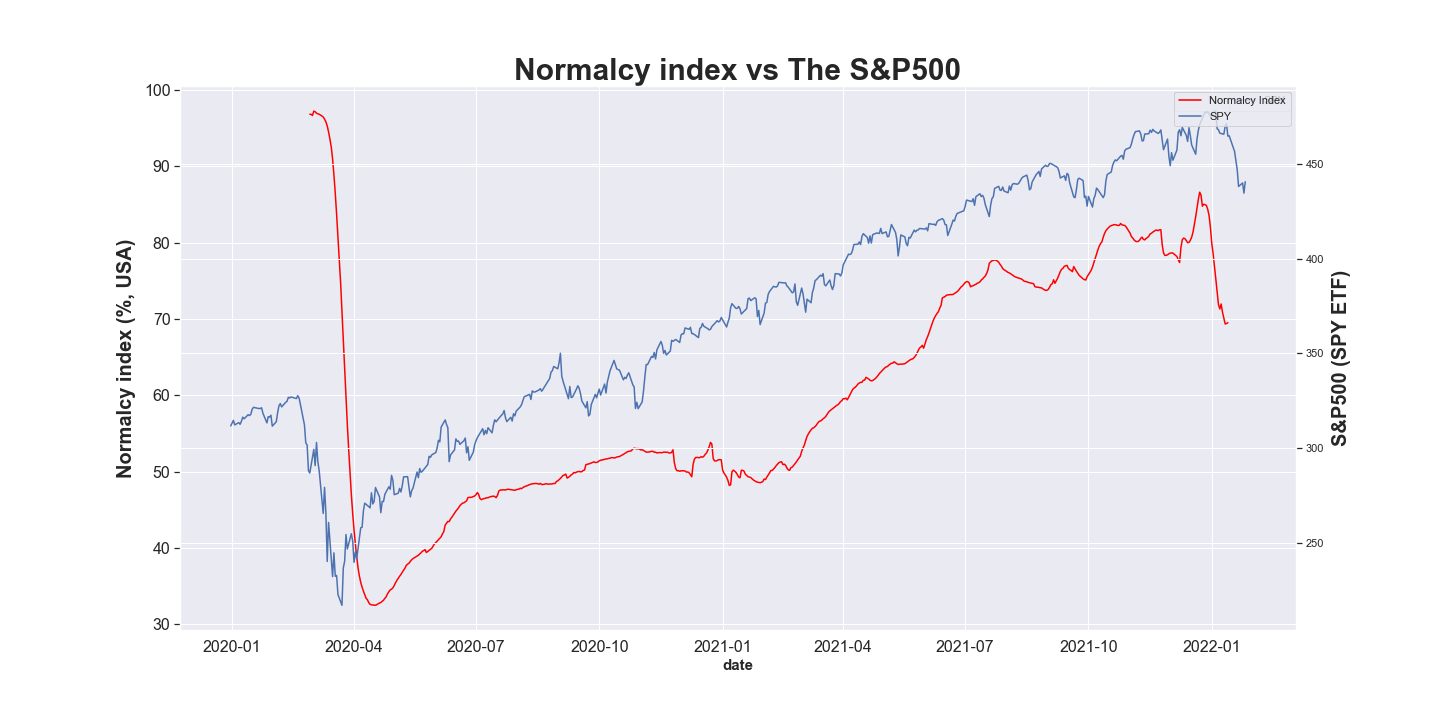 Normalcy index vs The S&P500
Normalcy Index
SPY
Normalcy index (%, USA)
100
90
80
70
60
50
40
30
450
400
350
300
250
S&P500 (SPY ETF)
2020-01 2020-04 2020-07 2020-10 2021-01 2021-04 2021-07 2021-10 2022-01
date